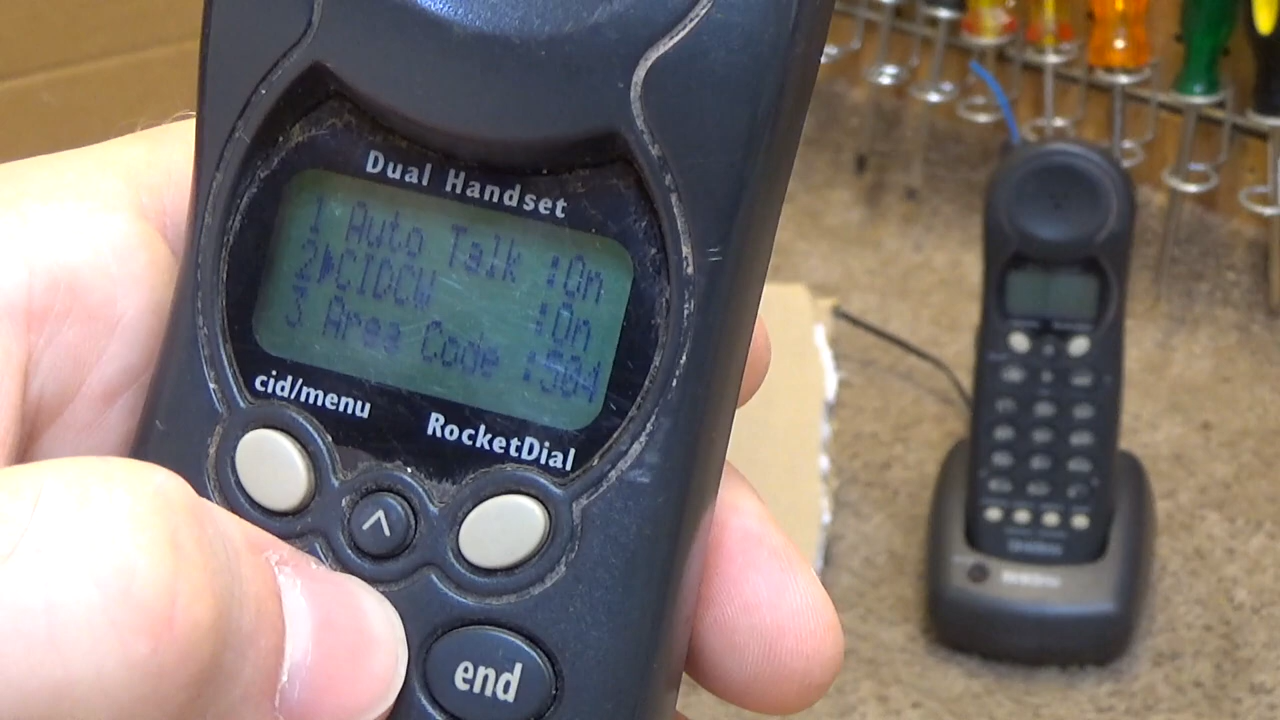 Dual Handset
1 Auto Talk :On
2▶CIDCW :On
3 Area Code :504
cid/menu
RocketDial
^
end